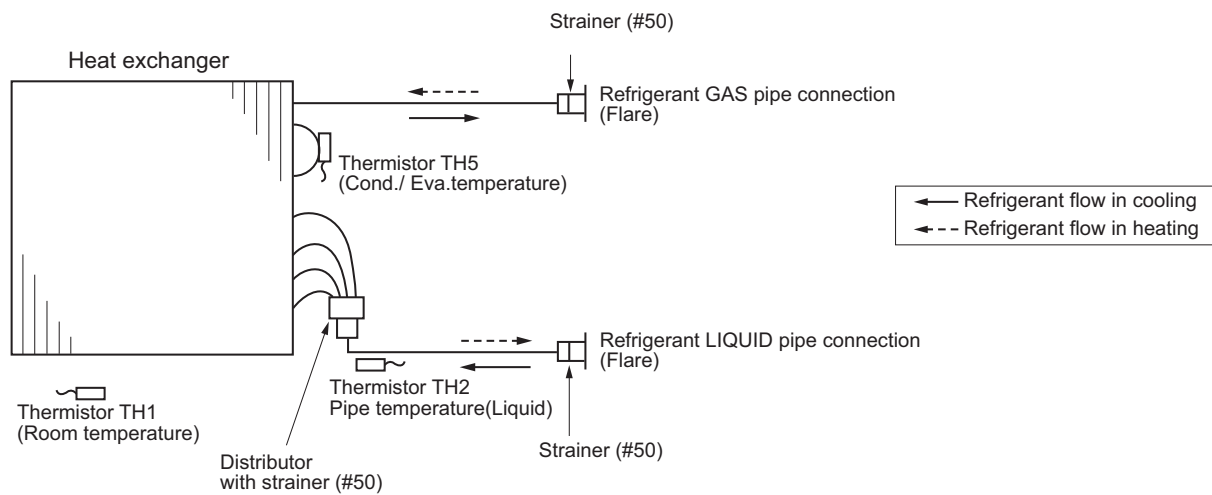 Strainer (#50)
Heat exchanger
Refrigerant GAS pipe connection
(Flare)
Thermistor TH5
(Cond./ Eva.temperature)
Refrigerant flow in cooling
Refrigerant flow in heating
Refrigerant LIQUID pipe connection
(Flare)
Thermistor TH2
Pipe temperature(Liquid)
Thermistor TH1
(Room temperature)
Strainer (#50)
Distributor
with strainer (#50)